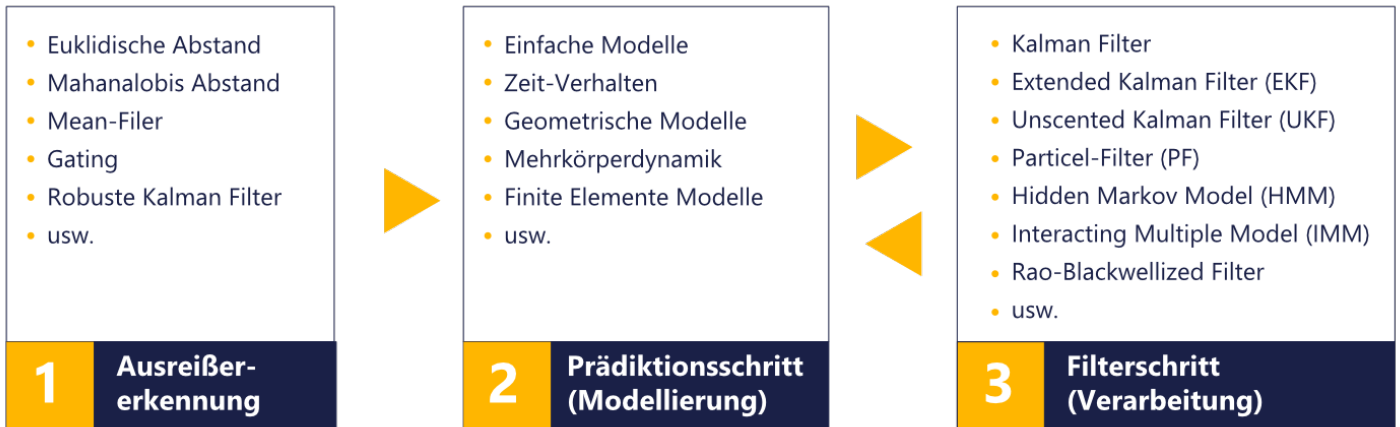 Euklidische Abstand
Mahanalobis Abstand
Mean-Filer
Gating
Robuste Kalman Filter
usw.
1
Ausreißer-
erkennung
Einfache Modelle
Zeit-Verhalten
Geometrische Modelle
Mehrkörperdynamik
Finite Elemente Modelle
usw.
2
Prädiktionsschritt
(Modellierung)
Kalman Filter
Extended Kalman Filter (EKF)
Unscented Kalman Filter (UKF)
Particel-Filter (PF)
Hidden Markov Model (HMM)
Interacting Multiple Model (IMM)
Rao-Blackwellized Filter
usw.
3
Filterschritt
(Verarbeitung)